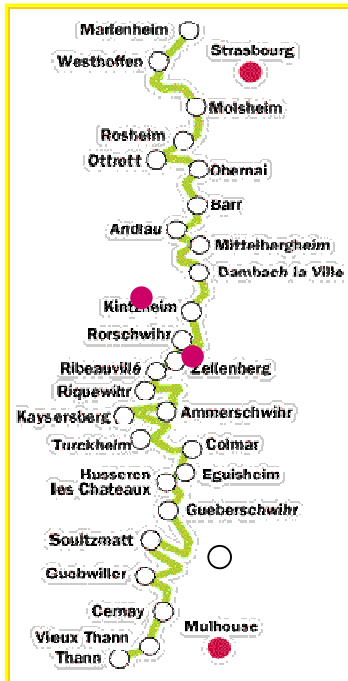 Marlenheim
Strasbourg
Westhoffen
Molsheim
Rosheim
Ottrott
Obernai
Barr
Andlau
Mittelbergheim
Dambach la Ville
Kintzheim
Rorschwihr
Ribeauvillé
Zellenberg
Riquewihr
Kaysersberg
Ammerschwihr
Turckheim
Colmar
Husseren
les Chateaux
Eguisheim
Gueberschwihr
Soultzmatt
Guebwiller
Cernay
Mulhouse
Vieux Thann
Thann